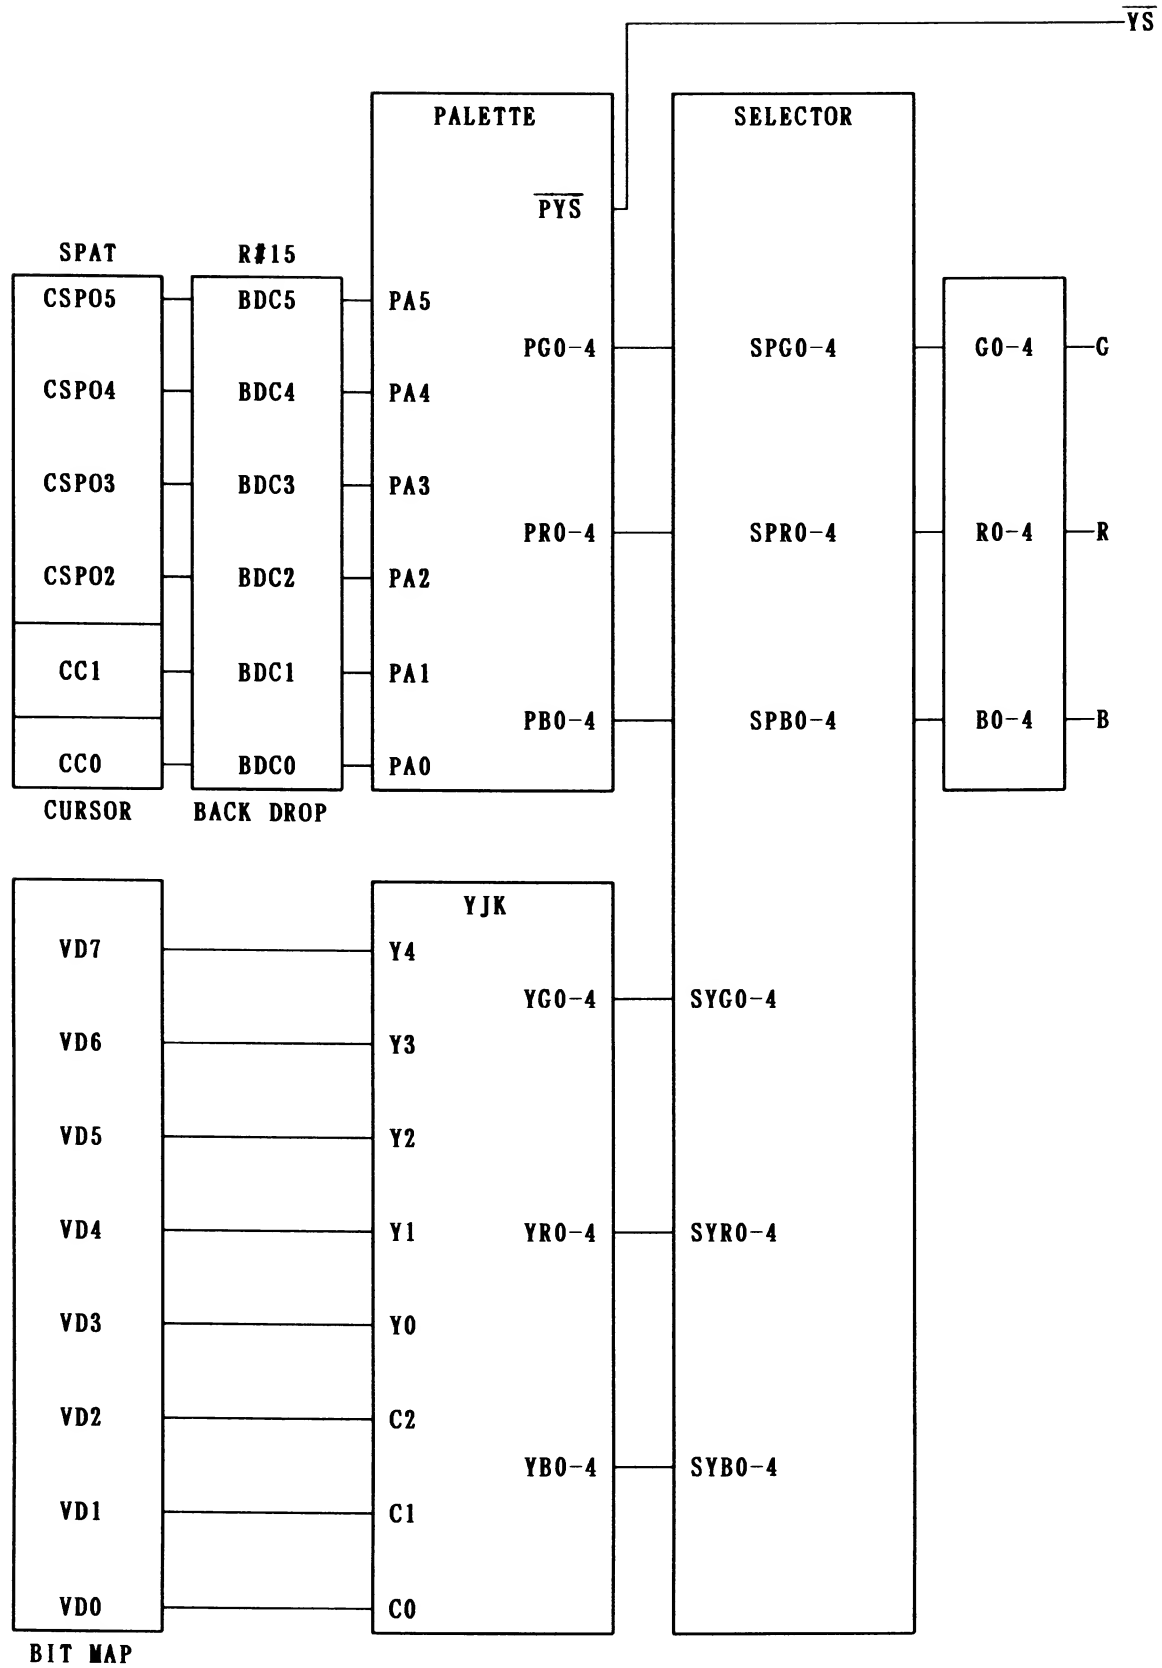 YS
PALETTE
SELECTOR
PYS
SPAT
R#15
CSPO5
BDC5
PA5
PG0-4
SPG0-4
G0-4
G
CSPO4
BDC4
PA4
CSPO3
BDC3
PA3
PR0-4
SPR0-4
R0-4
R
CSPO2
BDC2
PA2
CC1
BDC1
PA1
PB0-4
SPB0-4
B0-4
B
CC0
BDC0
PA0
CURSOR
BACK DROP
YJK
VD7
Y4
YG0-4
SYG0-4
VD6
Y3
VD5
Y2
VD4
Y1
YR0-4
SYR0-4
VD3
Y0
VD2
C2
YB0-4
SYB0-4
VD1
C1
VD0
C0
BIT MAP